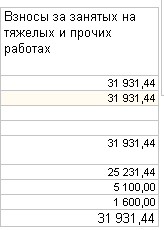 Взносы за занятых на
тяжелых и прочих
работах
31 931,44
31 931,44
31 931,44
25 231,44
5 100,00
1 600,00
31 931,44